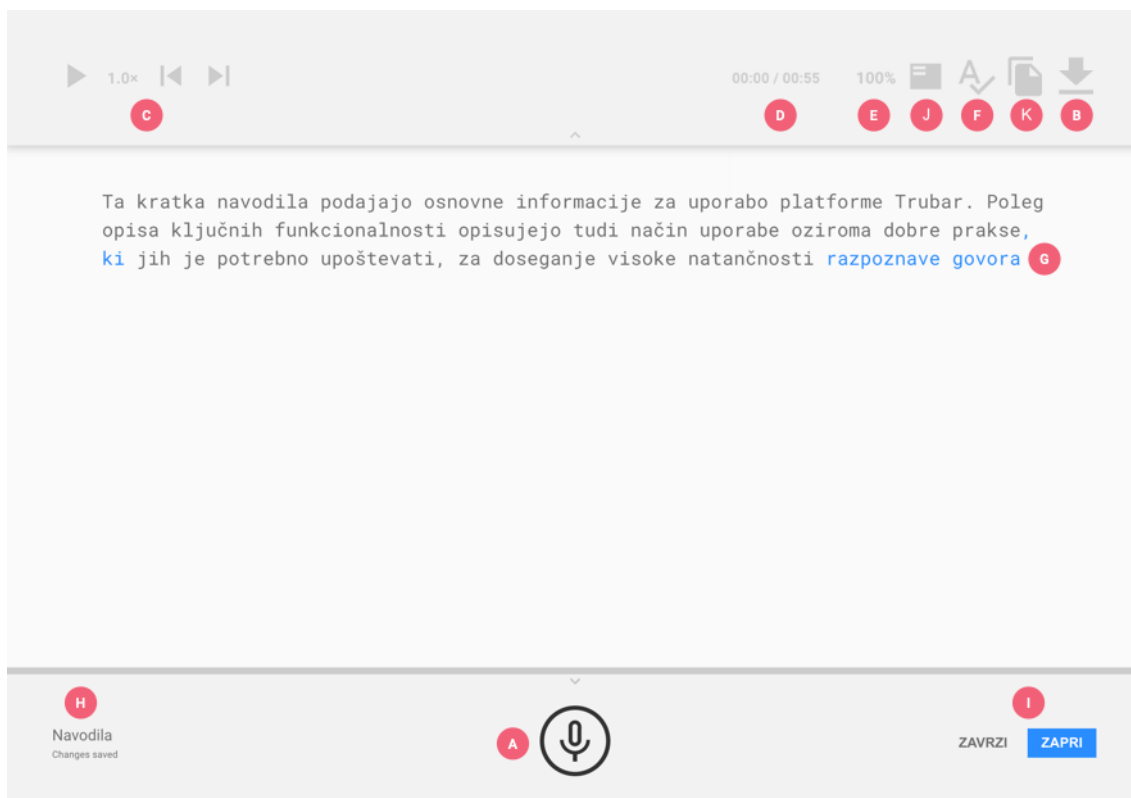 1.0×
00:00 / 00:55
100%
C
D
E
J
F
K
B
Ta kratka navodila podajajo osnovne informacije za uporabo platforme Trubar. Poleg
opisa ključnih funkcionalnosti opisujejo tudi način uporabe oziroma dobre prakse,
ki jih je potrebno upoštevati, za doseganje visoke natančnosti razpoznave govora G
H
I
Navodila
Changes saved
A
ZAVRZI
ZAPRI